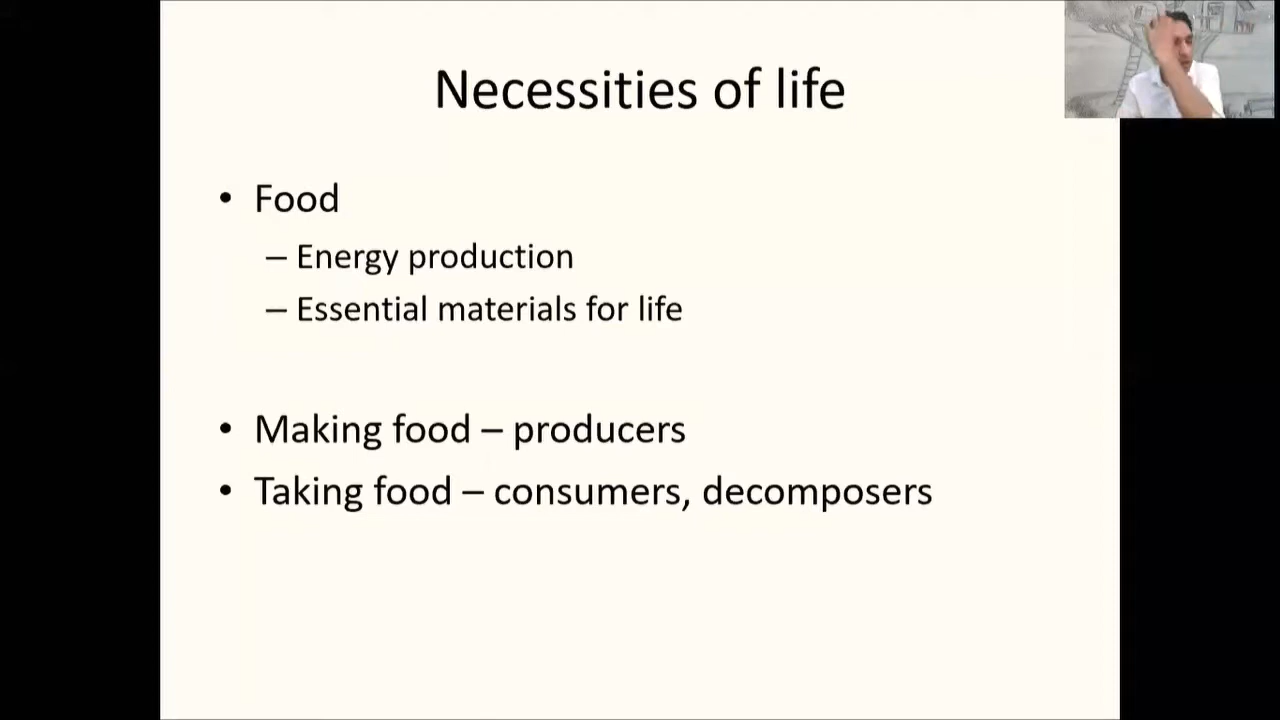 Necessities of life
• Food
– Energy production
– Essential materials for life
• Making food – producers
• Taking food – consumers, decomposers